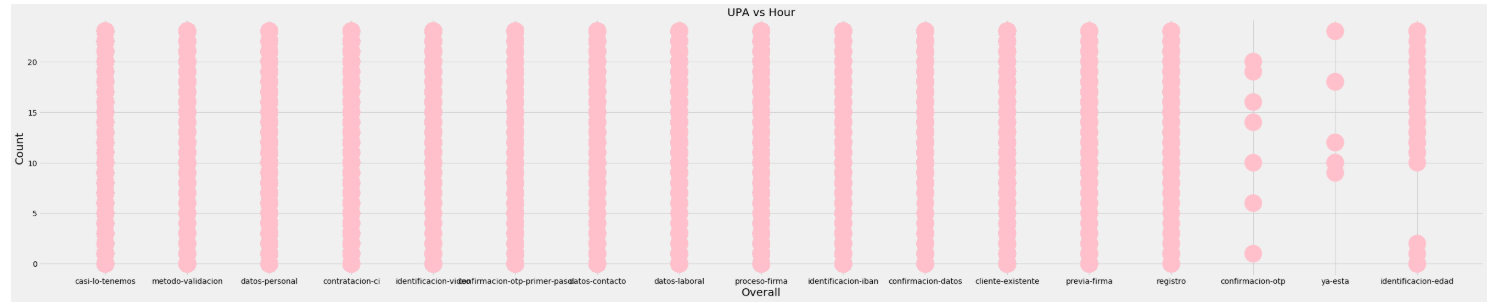 UPA vs Hour
20
15
10
5
0
Count
casi-lo-tenemos metodo-validacion datos-personal contratacion-ci identificacion-video confirmacion-otp-primer-paso datos-contacto datos-laboral proceso-firma identificacion-iban confirmacion-datos cliente-existente previa-firma registro confirmacion-otp ya-esta identificacion-edad
Overall